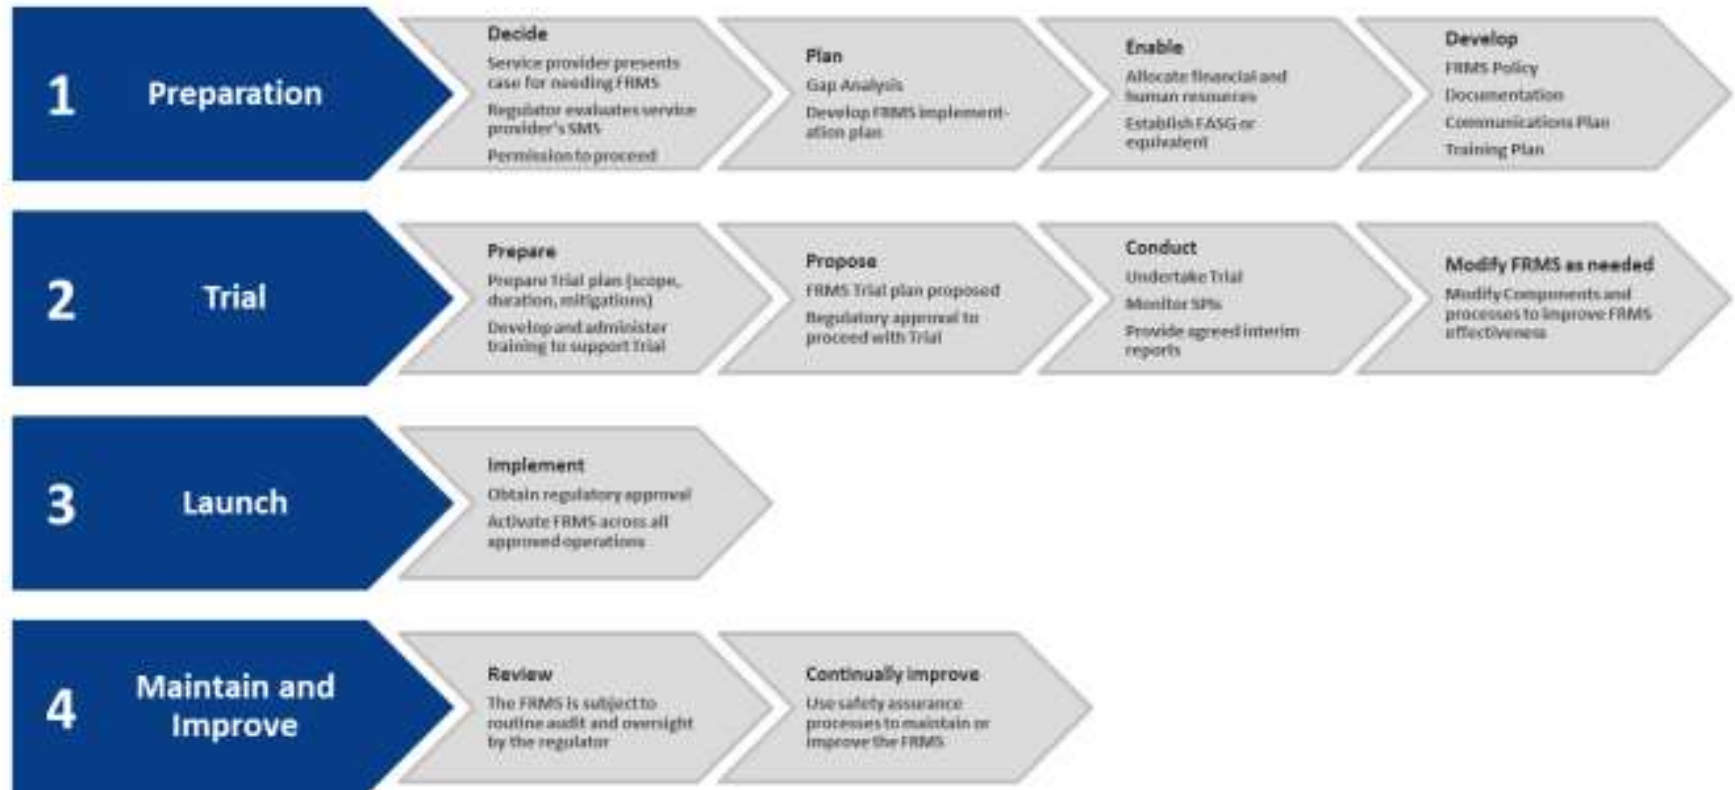 1
Preparation
Decide
Service provider presents
case for needing FRMS
Regulator evaluates service
provider's SMS
Permission to proceed
Plan
Gap Analysis
Develop FRMS implement-
ation plan
Enable
Allocate financial and
human resources
Establish FASG or
equivalent
Develop
FRMS Policy
Documentation
Communications Plan
Training Plan
2
Trial
Prepare
Prepare Trial plan (scope,
duration, mitigations)
Develop and administer
training to support trial
Propose
FRMS Trial plan proposed
Regulatory approval to
proceed with Trial
Conduct
Undertake Trial
Monitor SPIs
Provide agreed interim
reports
Modify FRMS as needed
Modify Components and
processes to improve FRMS
effectiveness
3
Launch
Implement
Obtain regulatory approval
Activate FRMS across all
approved operations
4
Maintain and
Improve
Review
The FRMS is subject to
routine audit and oversight
by the regulator
Continually improve
Use safety assurance
processes to maintain or
improve the FRMS